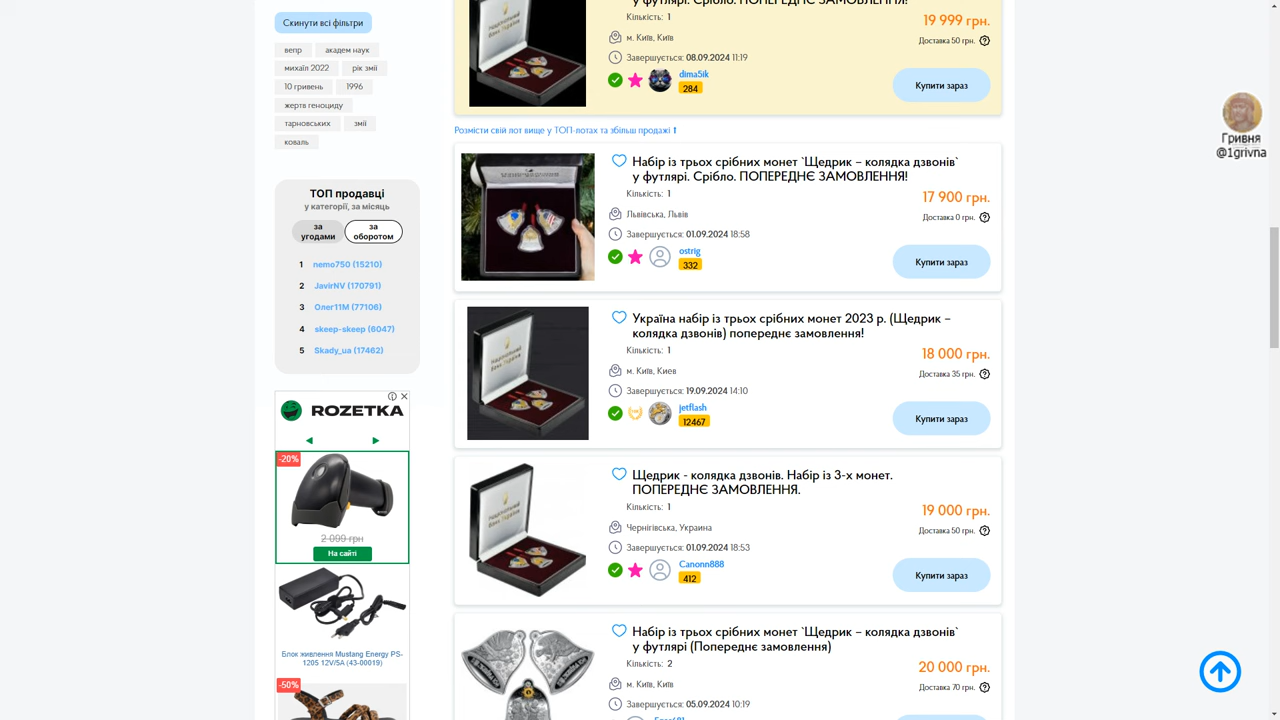 Скинути всі фільтри
вепр
академ наук
михаїл 2022
рік змії
10 гривень
1996
жертв геноциду
тарновських
змії
коваль
ТОП продавці
у категорії, за місяць
за угодами
за оборотом
1 nemo750 (15210)
2 JavirNV (170791)
3 Олег11М (77106)
4 skeep-skeep (6047)
5 Skady_ua (17462)
ROZETKA
-20%
2 099 грн
На сайті
Блок живлення Mustang Energy PS-
1205 12V/5A (43-00019)
-50%
у футлярі. Срібло. ПОПЕРЕДНЄ ЗАМОВЛЕННЯ!
Кількість: 1
19 999 грн.
м. Київ, Київ
Доставка 50 грн.
Завершується: 08.09.2024 11:19
dima5ik
284
Купити зараз
Розмісти свій лот вище у ТОП-лотах та збільш продажі
Набір із трьох срібних монет `Щедрик – колядка дзвонів`
у футлярі. Срібло. ПОПЕРЕДНЄ ЗАМОВЛЕННЯ!
Кількість: 1
17 900 грн.
Львівська, Львів
Доставка 0 грн.
Завершується: 01.09.2024 18:58
ostrig
332
Купити зараз
Україна набір із трьох срібних монет 2023 р. (Щедрик –
колядка дзвонів) попереднє замовлення!
Кількість: 1
18 000 грн.
м. Київ, Киев
Доставка 35 грн.
Завершується: 19.09.2024 14:10
jetflash
12467
Купити зараз
Щедрик - колядка дзвонів. Набір із 3-х монет.
ПОПЕРЕДНЄ ЗАМОВЛЕННЯ.
Кількість: 1
19 000 грн.
Чернігівська, Украина
Доставка 50 грн.
Завершується: 01.09.2024 18:53
Canonn888
412
Купити зараз
Набір із трьох срібних монет `Щедрик – колядка дзвонів`
у футлярі (Попереднє замовлення)
Кількість: 2
20 000 грн.
м. Київ, Київ
Доставка 70 грн.
Завершується: 05.09.2024 10:19
Гривня
@1grivna